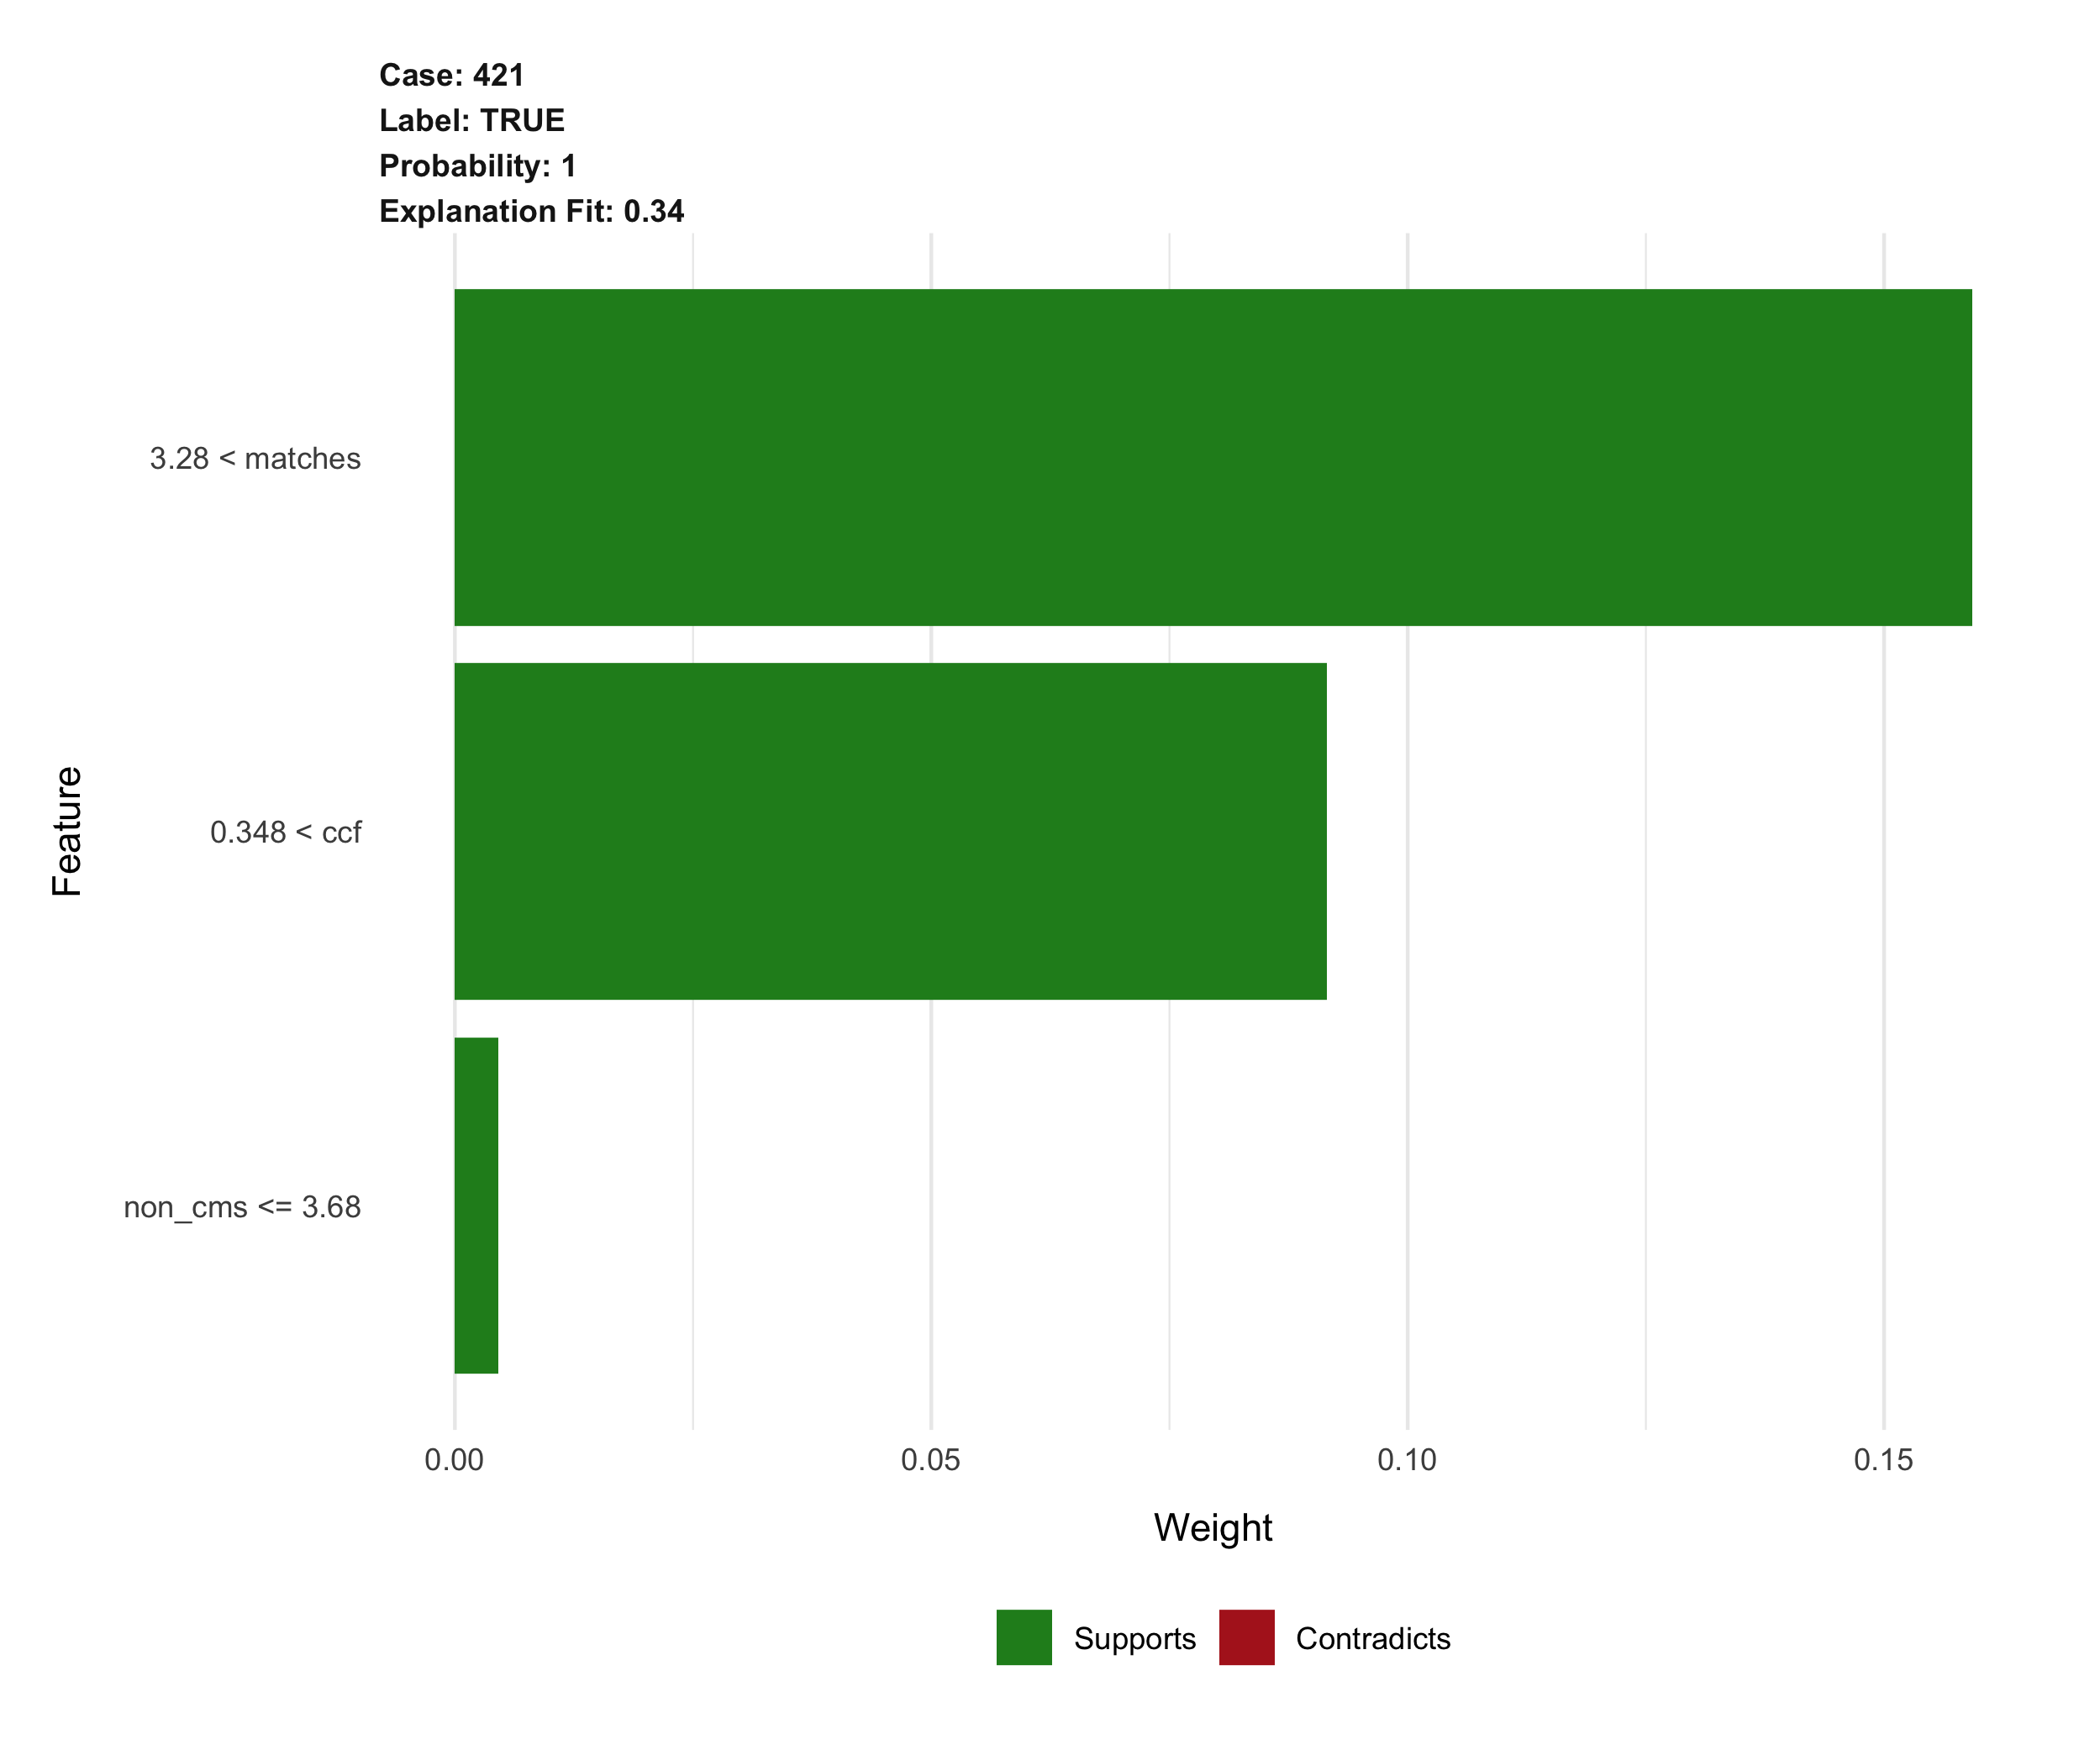 Case: 421
Label: TRUE
Probability: 1
Explanation Fit: 0.34
3.28 < matches
0.348 < ccf
non_cms <= 3.68
Feature
0.00 0.05 0.10 0.15
Weight
Supports Contradicts